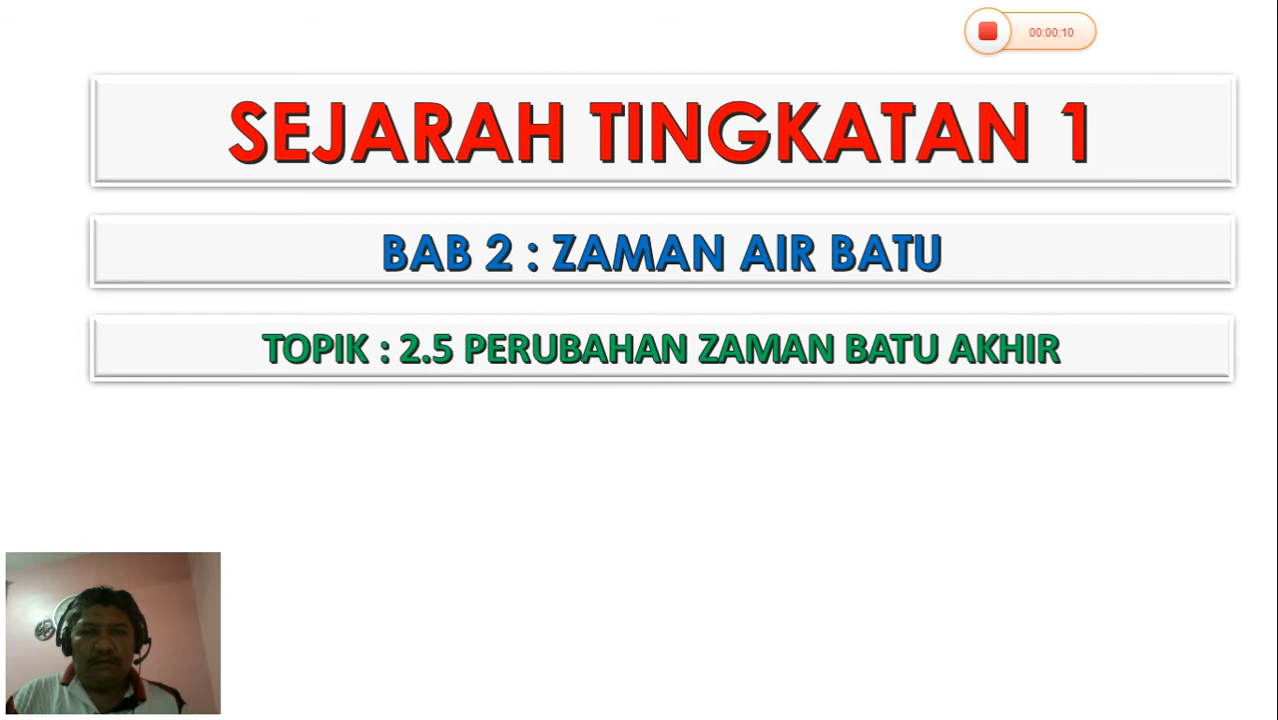 00:00:10
SEJARAH TINGKATAN 1
BAB 2 : ZAMAN AIR BATU
TOPIK : 2.5 PERUBAHAN ZAMAN BATU AKHIR